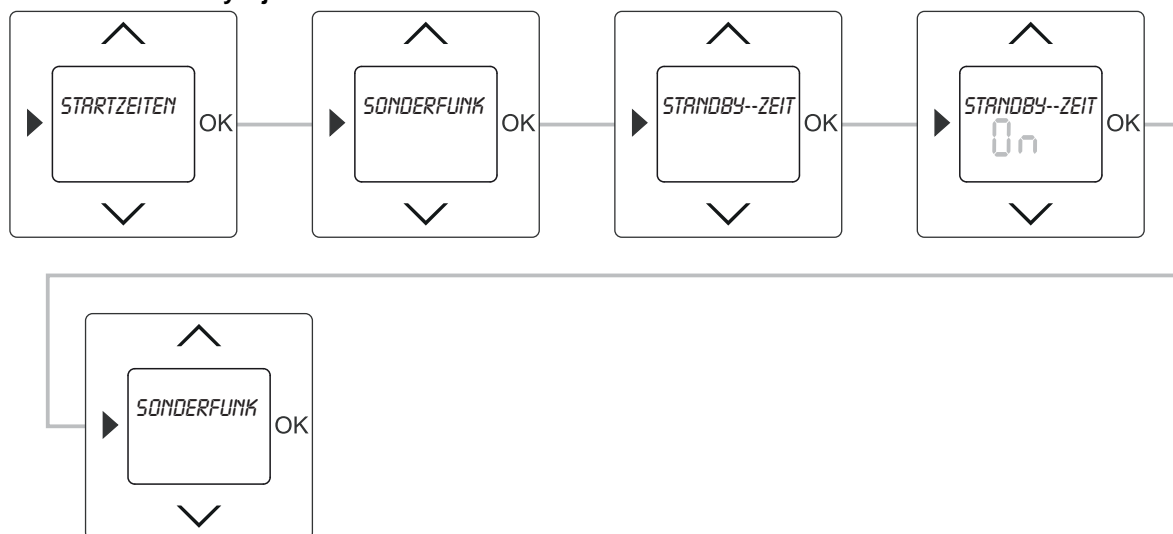 STARTZEITEN OK
SONDERFUNK OK
STANDBY--ZEIT OK
STANDBY--ZEIT OK
On
SONDERFUNK OK